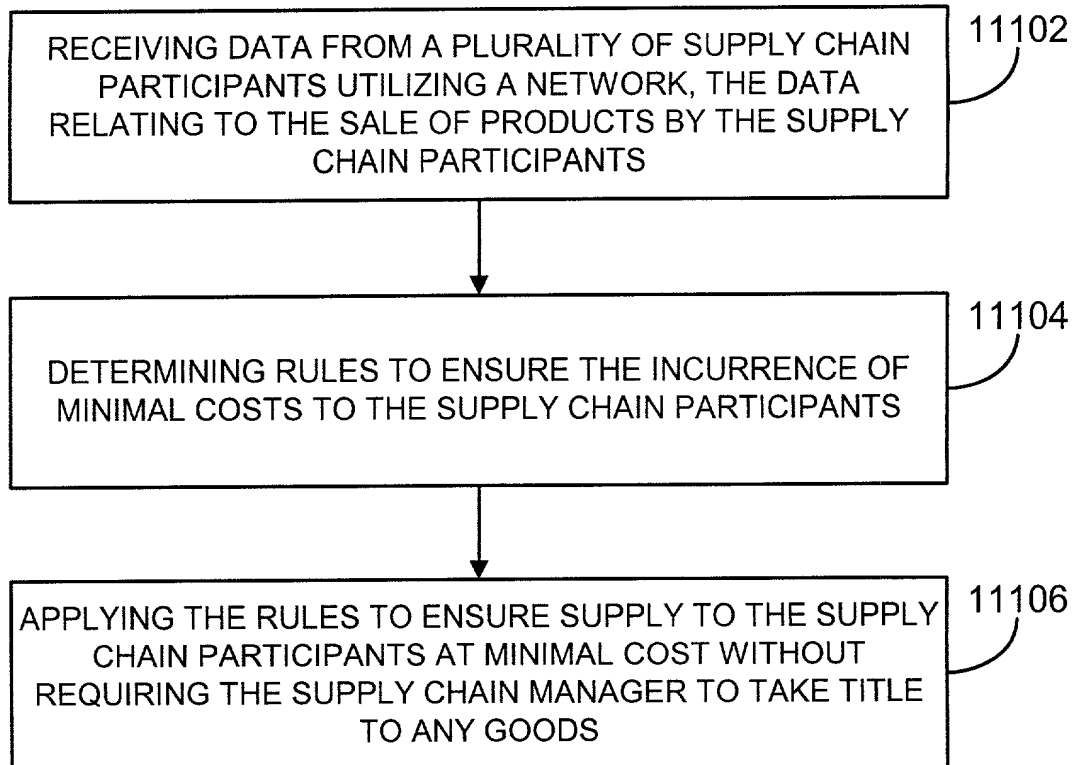 RECEIVING DATA FROM A PLURALITY OF SUPPLY CHAIN
PARTICIPANTS UTILIZING A NETWORK, THE DATA
RELATING TO THE SALE OF PRODUCTS BY THE SUPPLY
CHAIN PARTICIPANTS
11102
DETERMINING RULES TO ENSURE THE INCURRENCE OF
MINIMAL COSTS TO THE SUPPLY CHAIN PARTICIPANTS
11104
APPLYING THE RULES TO ENSURE SUPPLY TO THE SUPPLY
CHAIN PARTICIPANTS AT MINIMAL COST WITHOUT
REQUIRING THE SUPPLY CHAIN MANAGER TO TAKE TITLE
TO ANY GOODS
11106